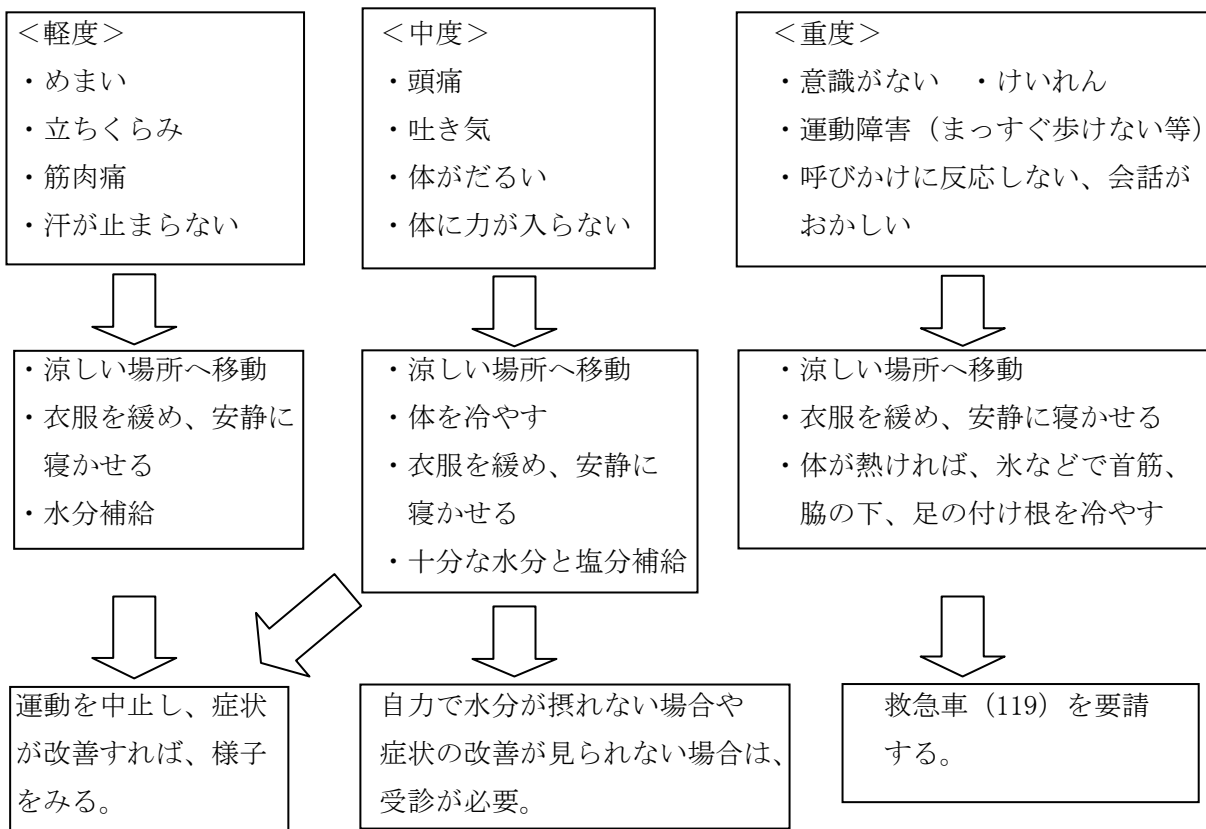 ＜軽度＞
・めまい
・立ちくらみ
・筋肉痛
・汗が止まらない
＜中度＞
・頭痛
・吐き気
・体がだるい
・体に力が入らない
＜重度＞
・意識がない　・けいれん
・運動障害（まっすぐ歩けない等）
・呼びかけに反応しない、会話が
おかしい
・涼しい場所へ移動
・衣服を緩め、安静に
寝かせる
・水分補給
・涼しい場所へ移動
・体を冷やす
・衣服を緩め、安静に
寝かせる
・十分な水分と塩分補給
・涼しい場所へ移動
・衣服を緩め、安静に寝かせる
・体が熱ければ、氷などで首筋、
脇の下、足の付け根を冷やす
運動を中止し、症状
が改善すれば、様子
をみる。
自力で水分が摂れない場合や
症状の改善が見られない場合は、
受診が必要。
救急車（119）を要請
する。